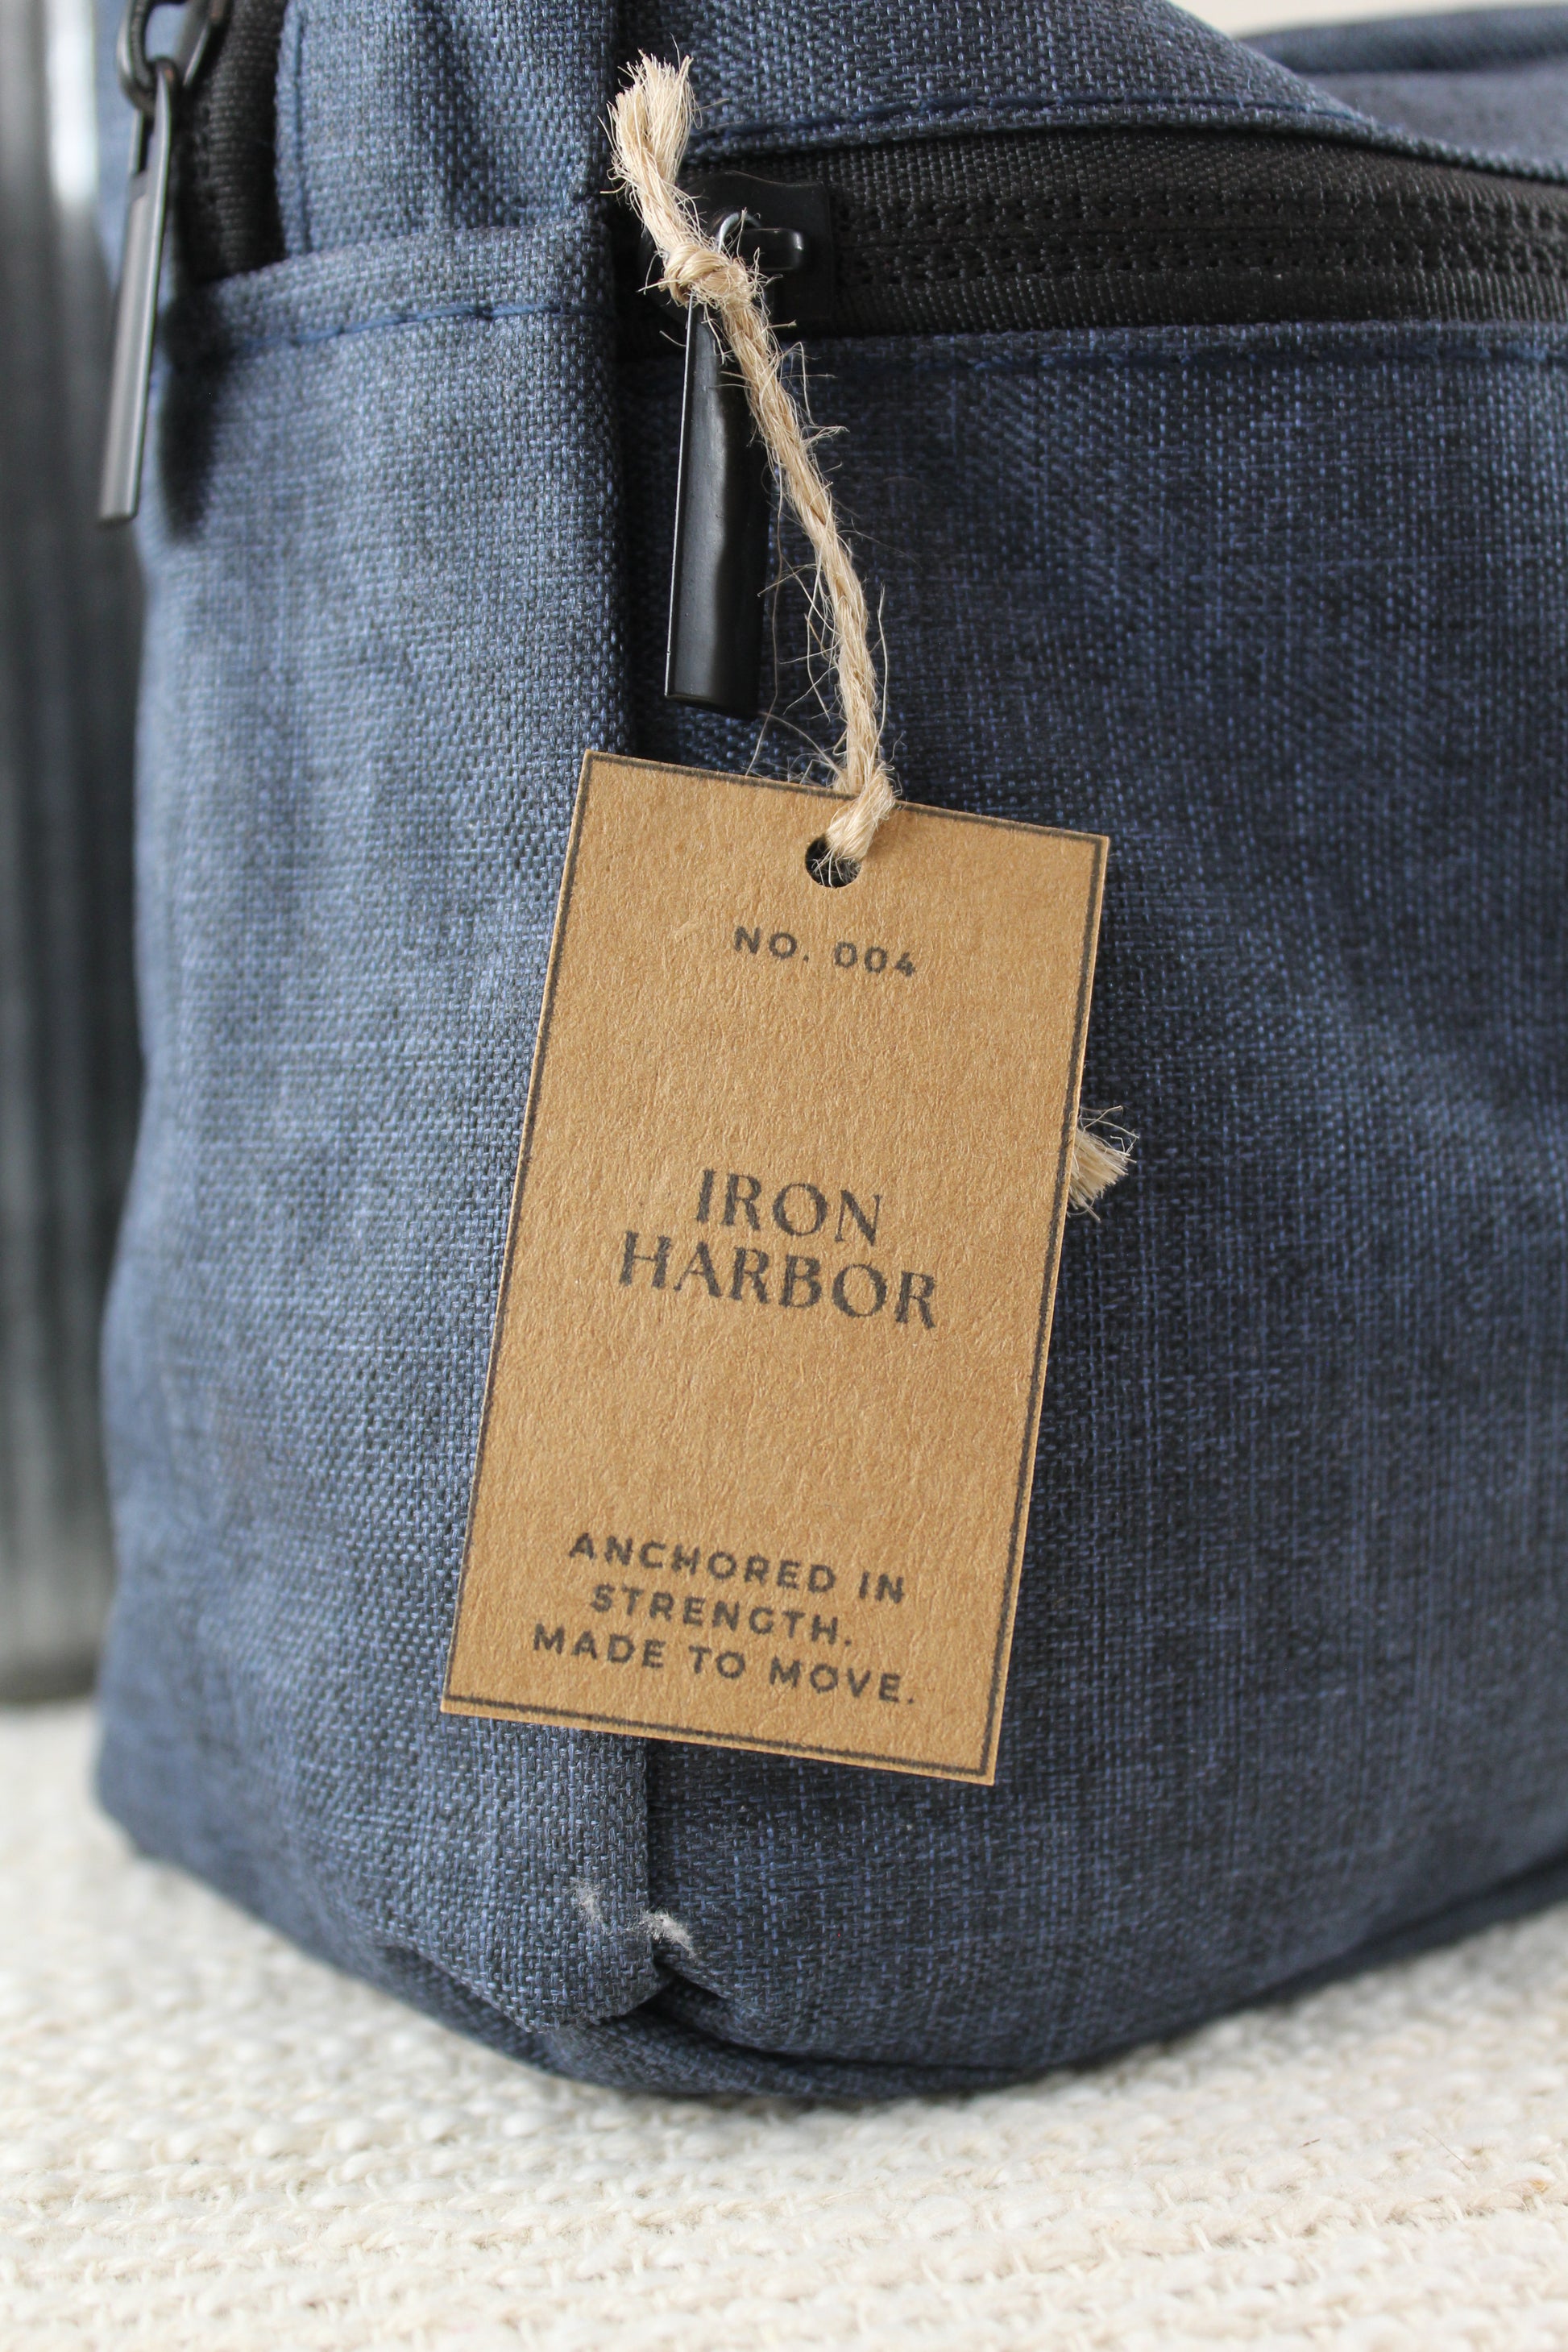 NO. 004
IRON
HARBOR
ANCHORED IN
STRENGTH.
MADE TO MOVE.